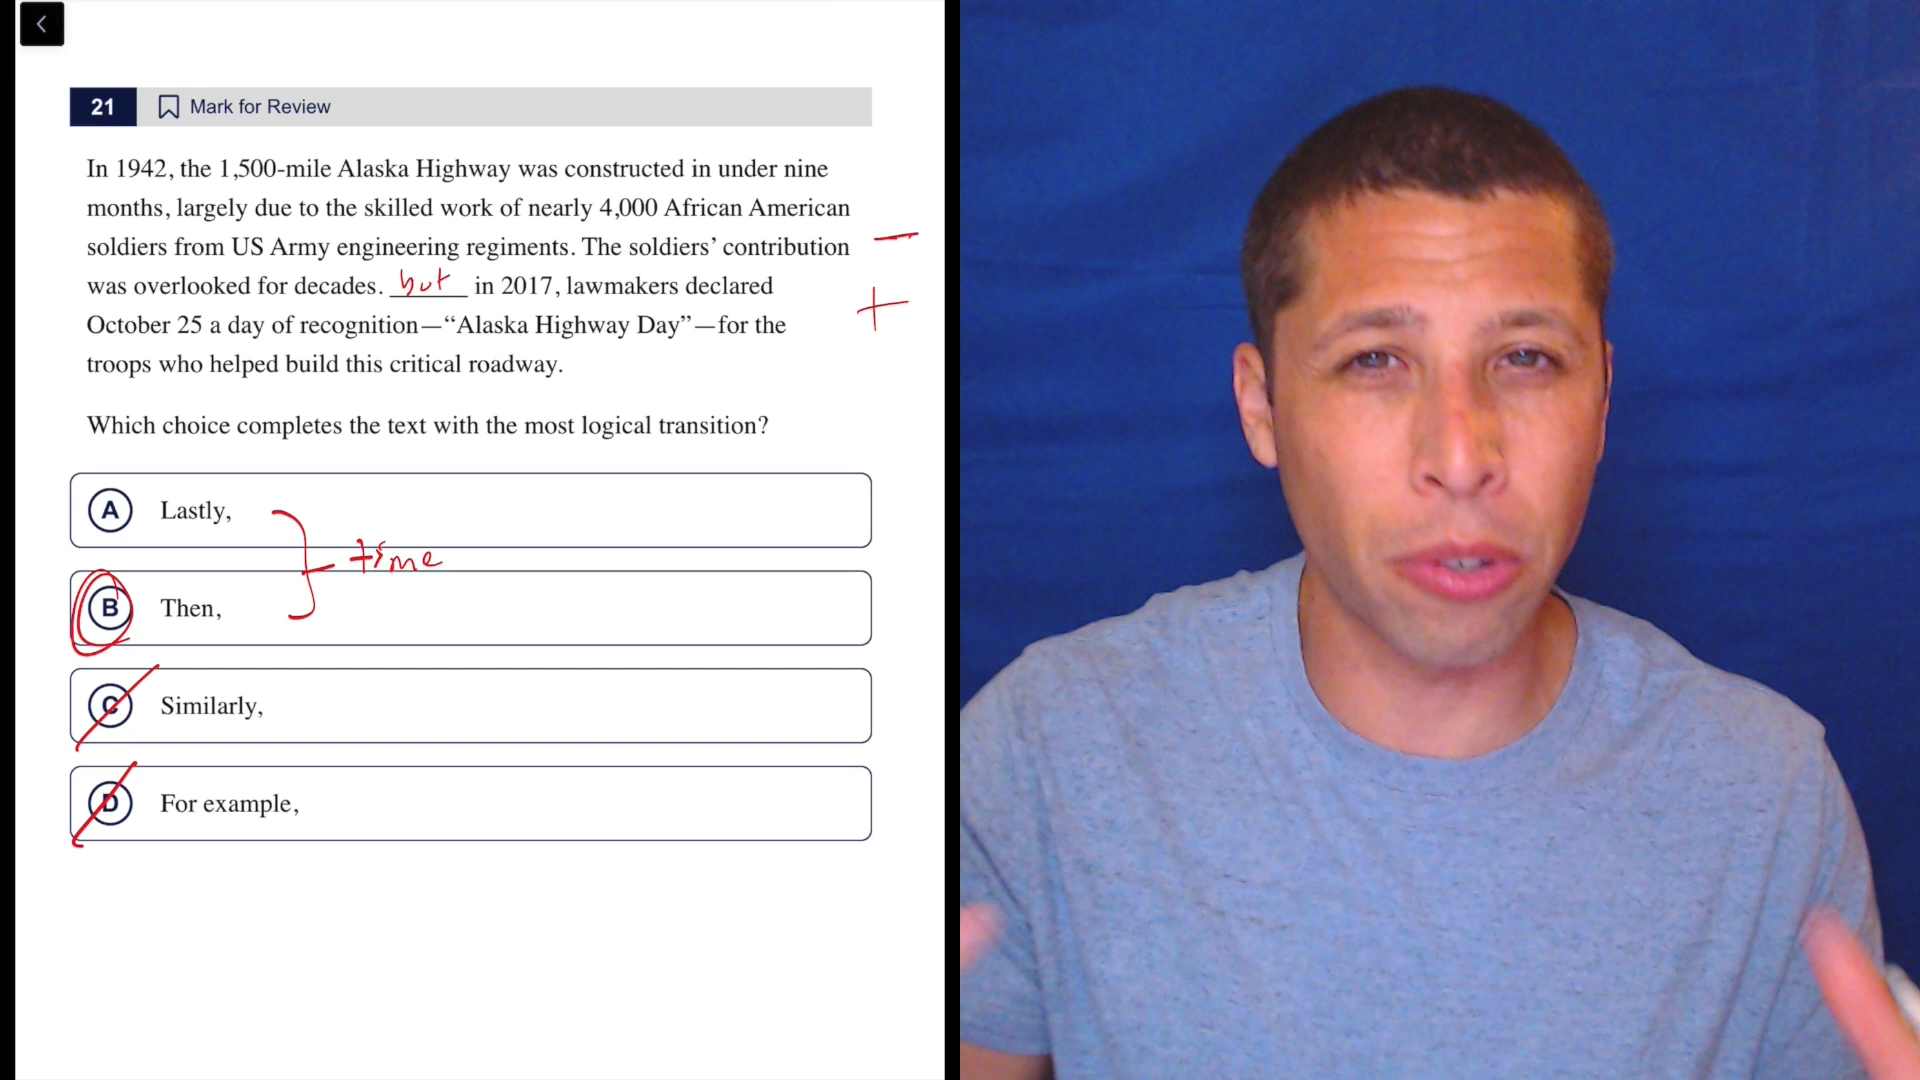 21 Mark for Review
In 1942, the 1,500-mile Alaska Highway was constructed in under nine
months, largely due to the skilled work of nearly 4,000 African American
soldiers from US Army engineering regiments. The soldiers’ contribution
was overlooked for decades. but in 2017, lawmakers declared
October 25 a day of recognition—“Alaska Highway Day”—for the
troops who helped build this critical roadway.
Which choice completes the text with the most logical transition?
A Lastly,
time
B Then,
C Similarly,
D For example,